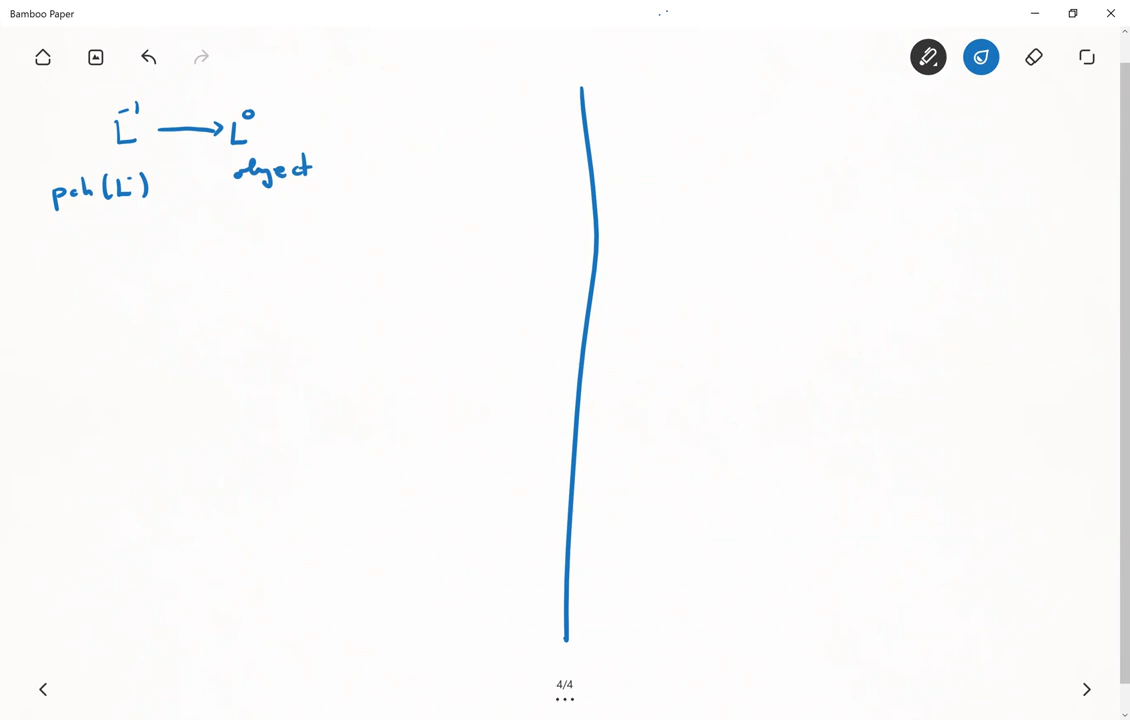 Bamboo Paper
L⁻¹ ⟶ L⁰
object
pch(L˙)
4/4